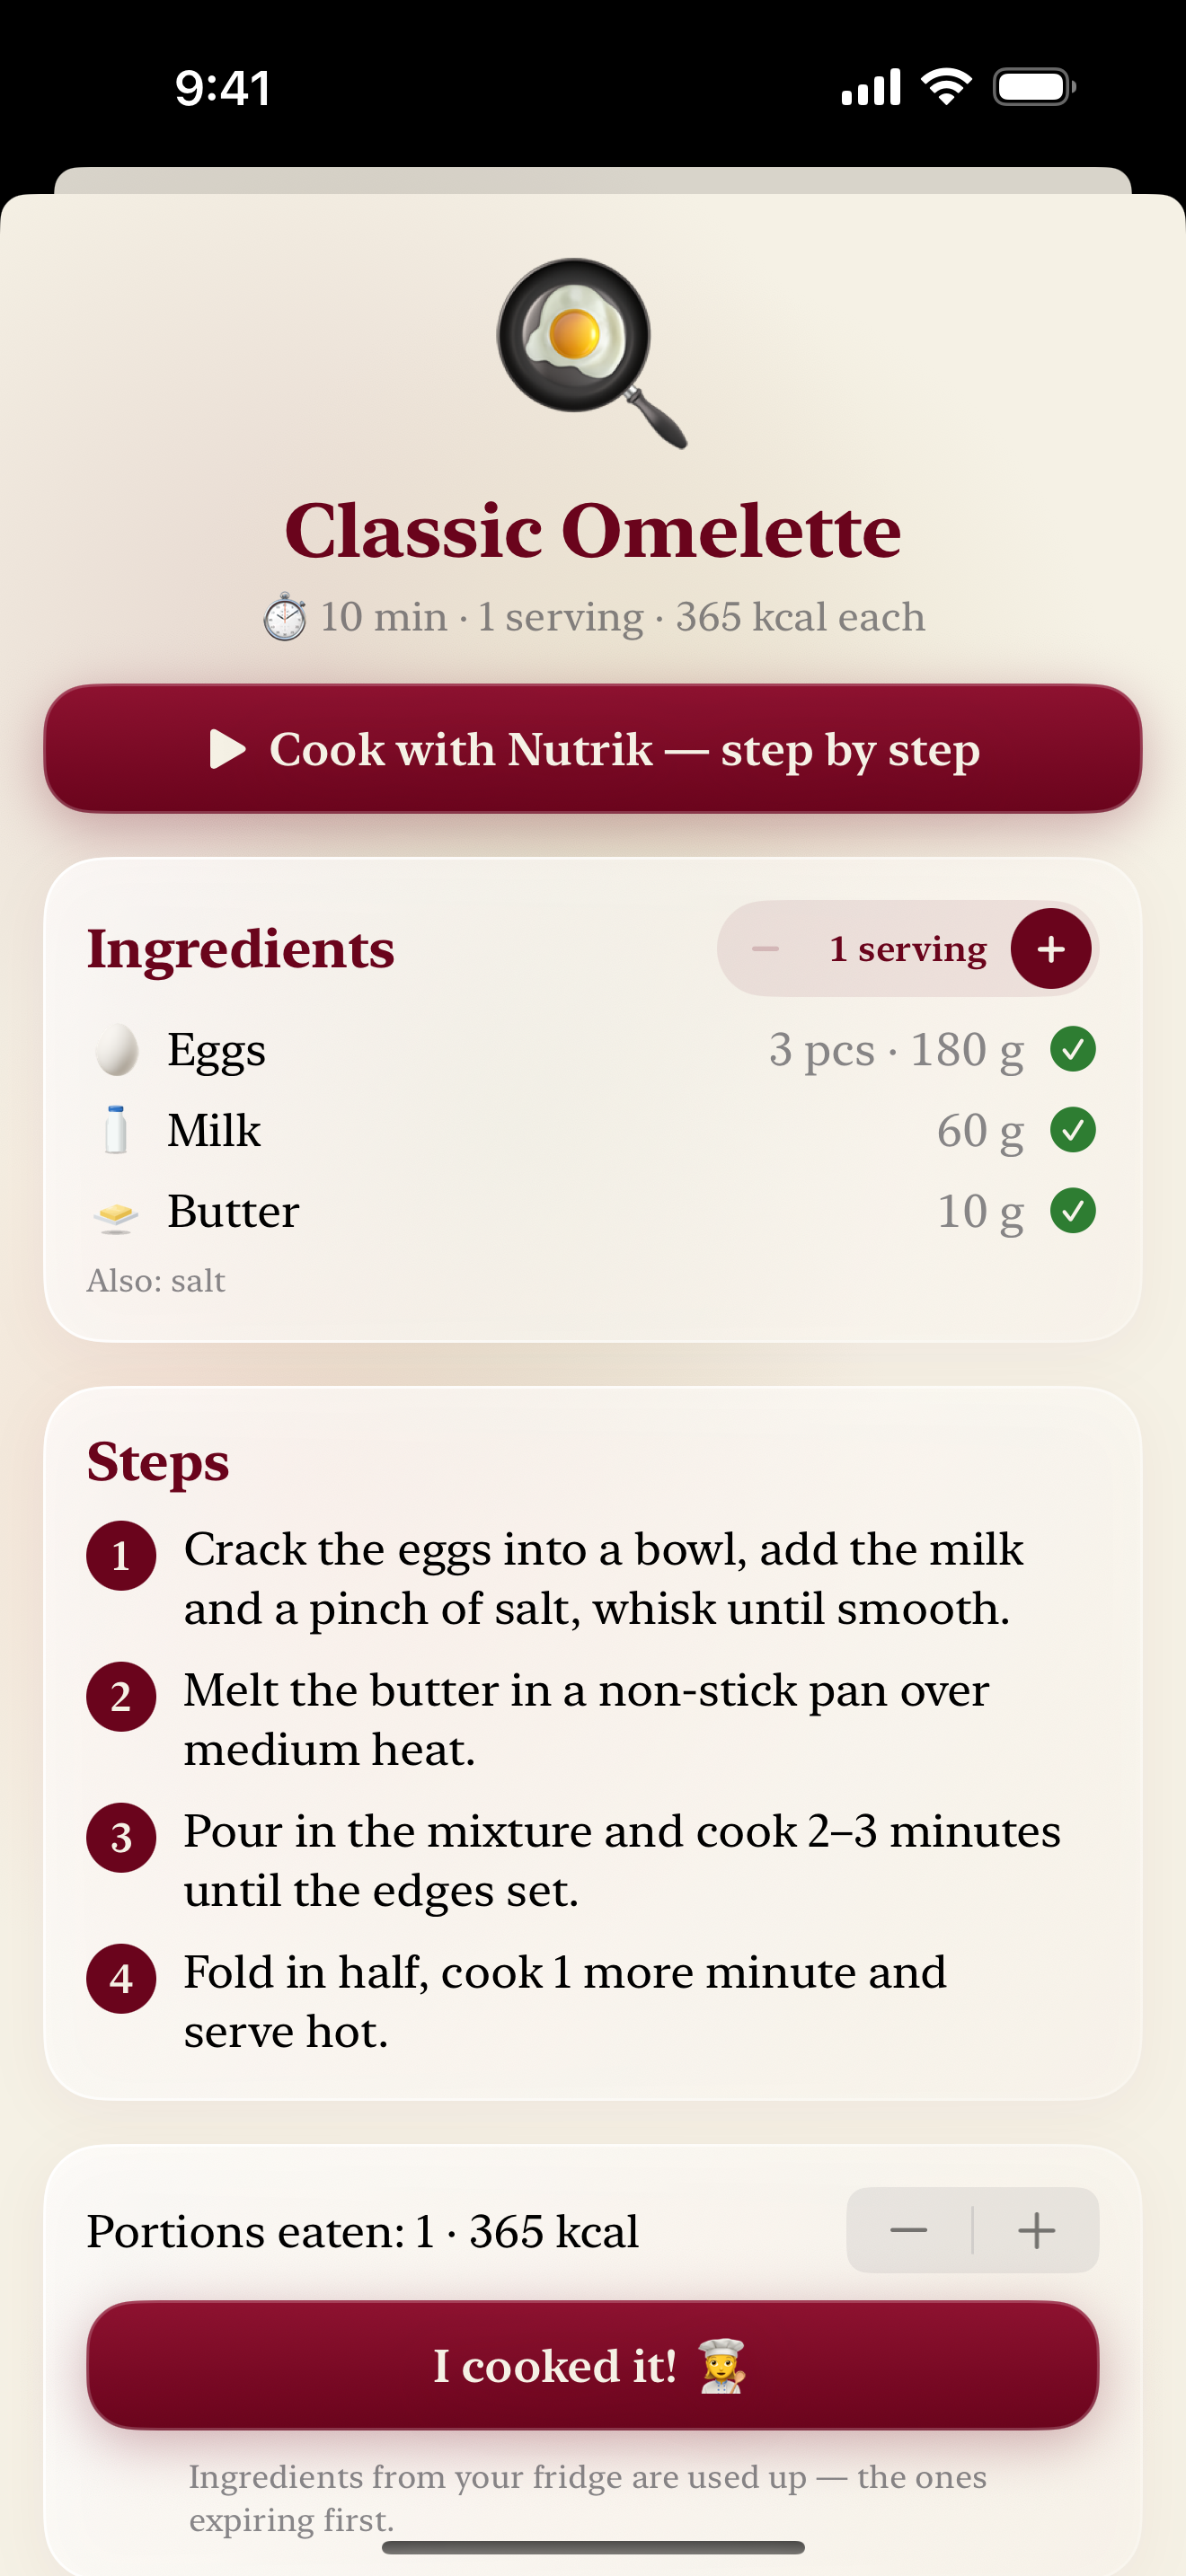 9:41
Classic Omelette
10 min · 1 serving · 365 kcal each
Cook with Nutrik — step by step
Ingredients
1 serving
Eggs 3 pcs · 180 g
Milk 60 g
Butter 10 g
Also: salt
Steps
1 Crack the eggs into a bowl, add the milk
and a pinch of salt, whisk until smooth.
2 Melt the butter in a non-stick pan over
medium heat.
3 Pour in the mixture and cook 2–3 minutes
until the edges set.
4 Fold in half, cook 1 more minute and
serve hot.
Portions eaten: 1 · 365 kcal
I cooked it!
Ingredients from your fridge are used up — the ones
expiring first.